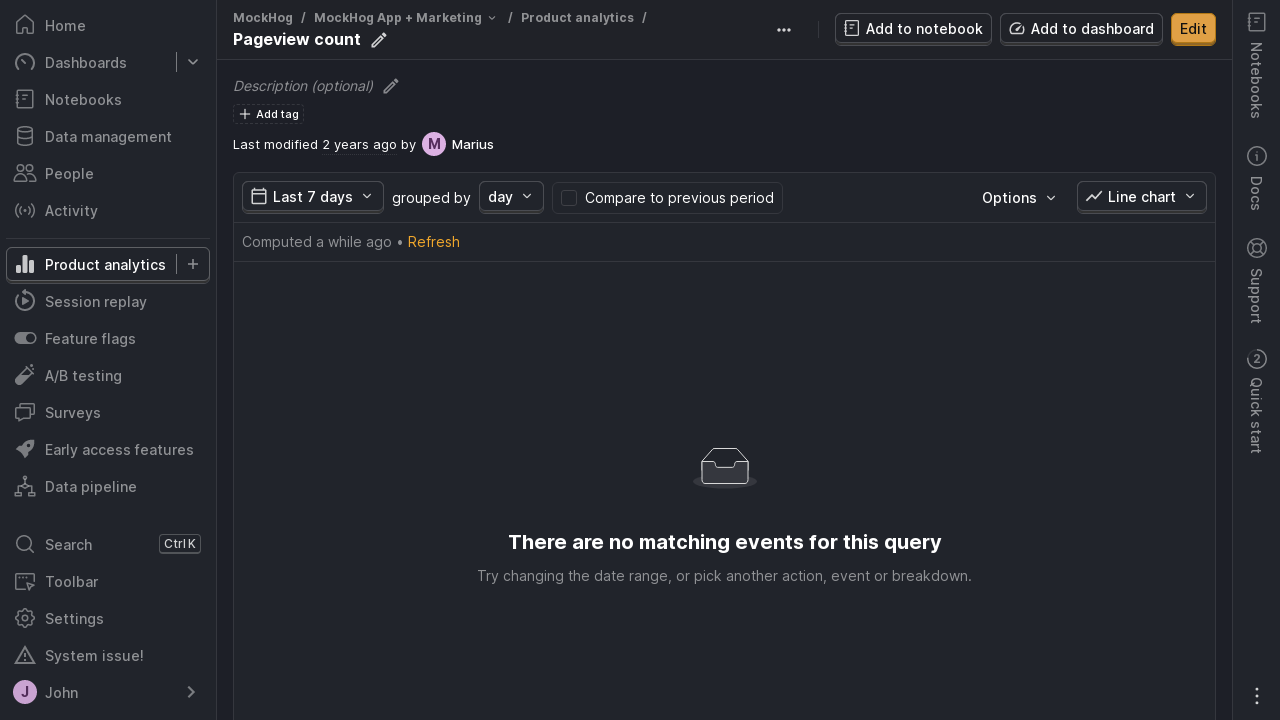 Home
Dashboards
Notebooks
Data management
People
Activity
Product analytics
Session replay
Feature flags
A/B testing
Surveys
Early access features
Data pipeline
Search Ctrl K
Toolbar
Settings
System issue!
J John
MockHog / MockHog App + Marketing / Product analytics /
Pageview count
Add to notebook Add to dashboard Edit
Description (optional)
Add tag
Last modified 2 years ago by M Marius
Last 7 days grouped by day Compare to previous period Options Line chart
Computed a while ago • Refresh
There are no matching events for this query
Try changing the date range, or pick another action, event or breakdown.
Notebooks
Docs
Support
2 Quick start